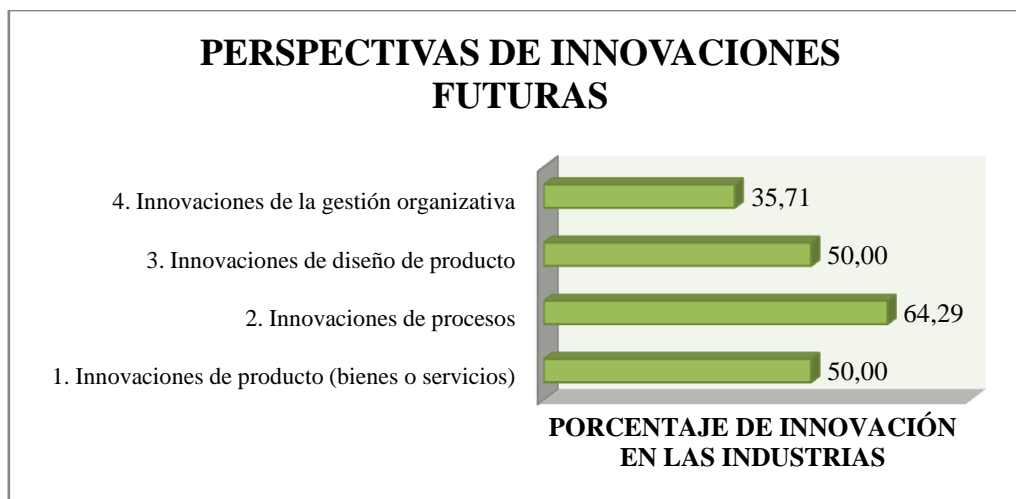 PERSPECTIVAS DE INNOVACIONES
FUTURAS
4. Innovaciones de la gestión organizativa
35,71
3. Innovaciones de diseño de producto
50,00
2. Innovaciones de procesos
64,29
1. Innovaciones de producto (bienes o servicios)
50,00
PORCENTAJE DE INNOVACIÓN
EN LAS INDUSTRIAS